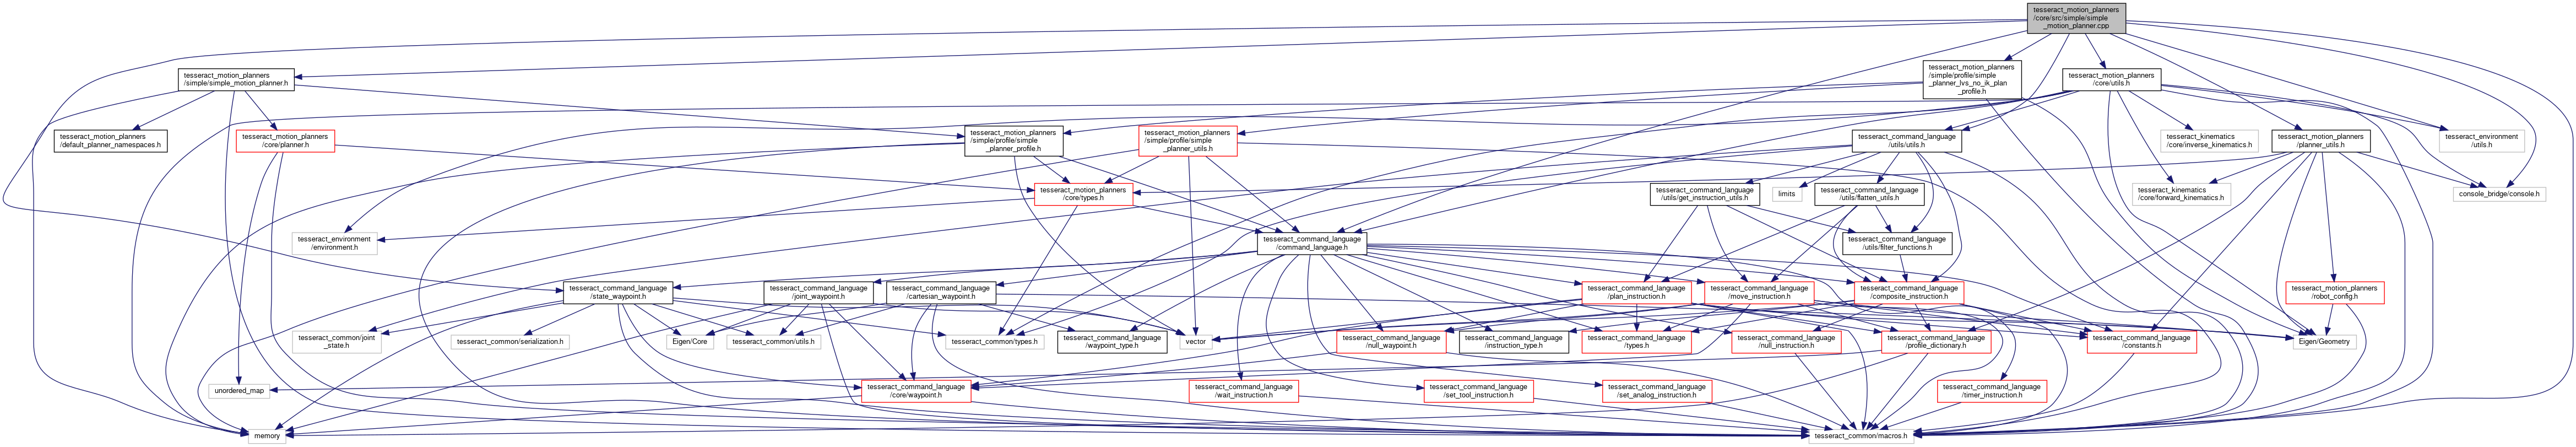 tesseract_motion_planners
/core/src/simple/simple
_motion_planner.cpp
tesseract_motion_planners
/simple/simple_motion_planner.h
tesseract_motion_planners
/simple/profile/simple
_planner_lvs_no_ik_plan
_profile.h
tesseract_motion_planners
/core/utils.h
tesseract_motion_planners
/default_planner_namespaces.h
tesseract_motion_planners
/core/planner.h
tesseract_motion_planners
/simple/profile/simple
_planner_profile.h
tesseract_motion_planners
/simple/profile/simple
_planner_utils.h
tesseract_command_language
/utils/utils.h
tesseract_kinematics
/core/inverse_kinematics.h
tesseract_motion_planners
/planner_utils.h
tesseract_environment
/utils.h
tesseract_motion_planners
/core/types.h
tesseract_command_language
/utils/get_instruction_utils.h
limits
tesseract_command_language
/utils/flatten_utils.h
tesseract_kinematics
/core/forward_kinematics.h
console_bridge/console.h
tesseract_environment
/environment.h
tesseract_command_language
/command_language.h
tesseract_command_language
/utils/filter_functions.h
tesseract_command_language
/state_waypoint.h
tesseract_command_language
/joint_waypoint.h
tesseract_command_language
/cartesian_waypoint.h
tesseract_command_language
/plan_instruction.h
tesseract_command_language
/move_instruction.h
tesseract_command_language
/composite_instruction.h
tesseract_motion_planners
/robot_config.h
tesseract_common/joint
_state.h
tesseract_common/serialization.h
Eigen/Core
tesseract_common/utils.h
tesseract_common/types.h
tesseract_command_language
/waypoint_type.h
vector
tesseract_command_language
/null_waypoint.h
tesseract_command_language
/instruction_type.h
tesseract_command_language
/types.h
tesseract_command_language
/null_instruction.h
tesseract_command_language
/profile_dictionary.h
tesseract_command_language
/constants.h
Eigen/Geometry
unordered_map
tesseract_command_language
/core/waypoint.h
tesseract_command_language
/wait_instruction.h
tesseract_command_language
/set_tool_instruction.h
tesseract_command_language
/set_analog_instruction.h
tesseract_command_language
/timer_instruction.h
memory
tesseract_common/macros.h